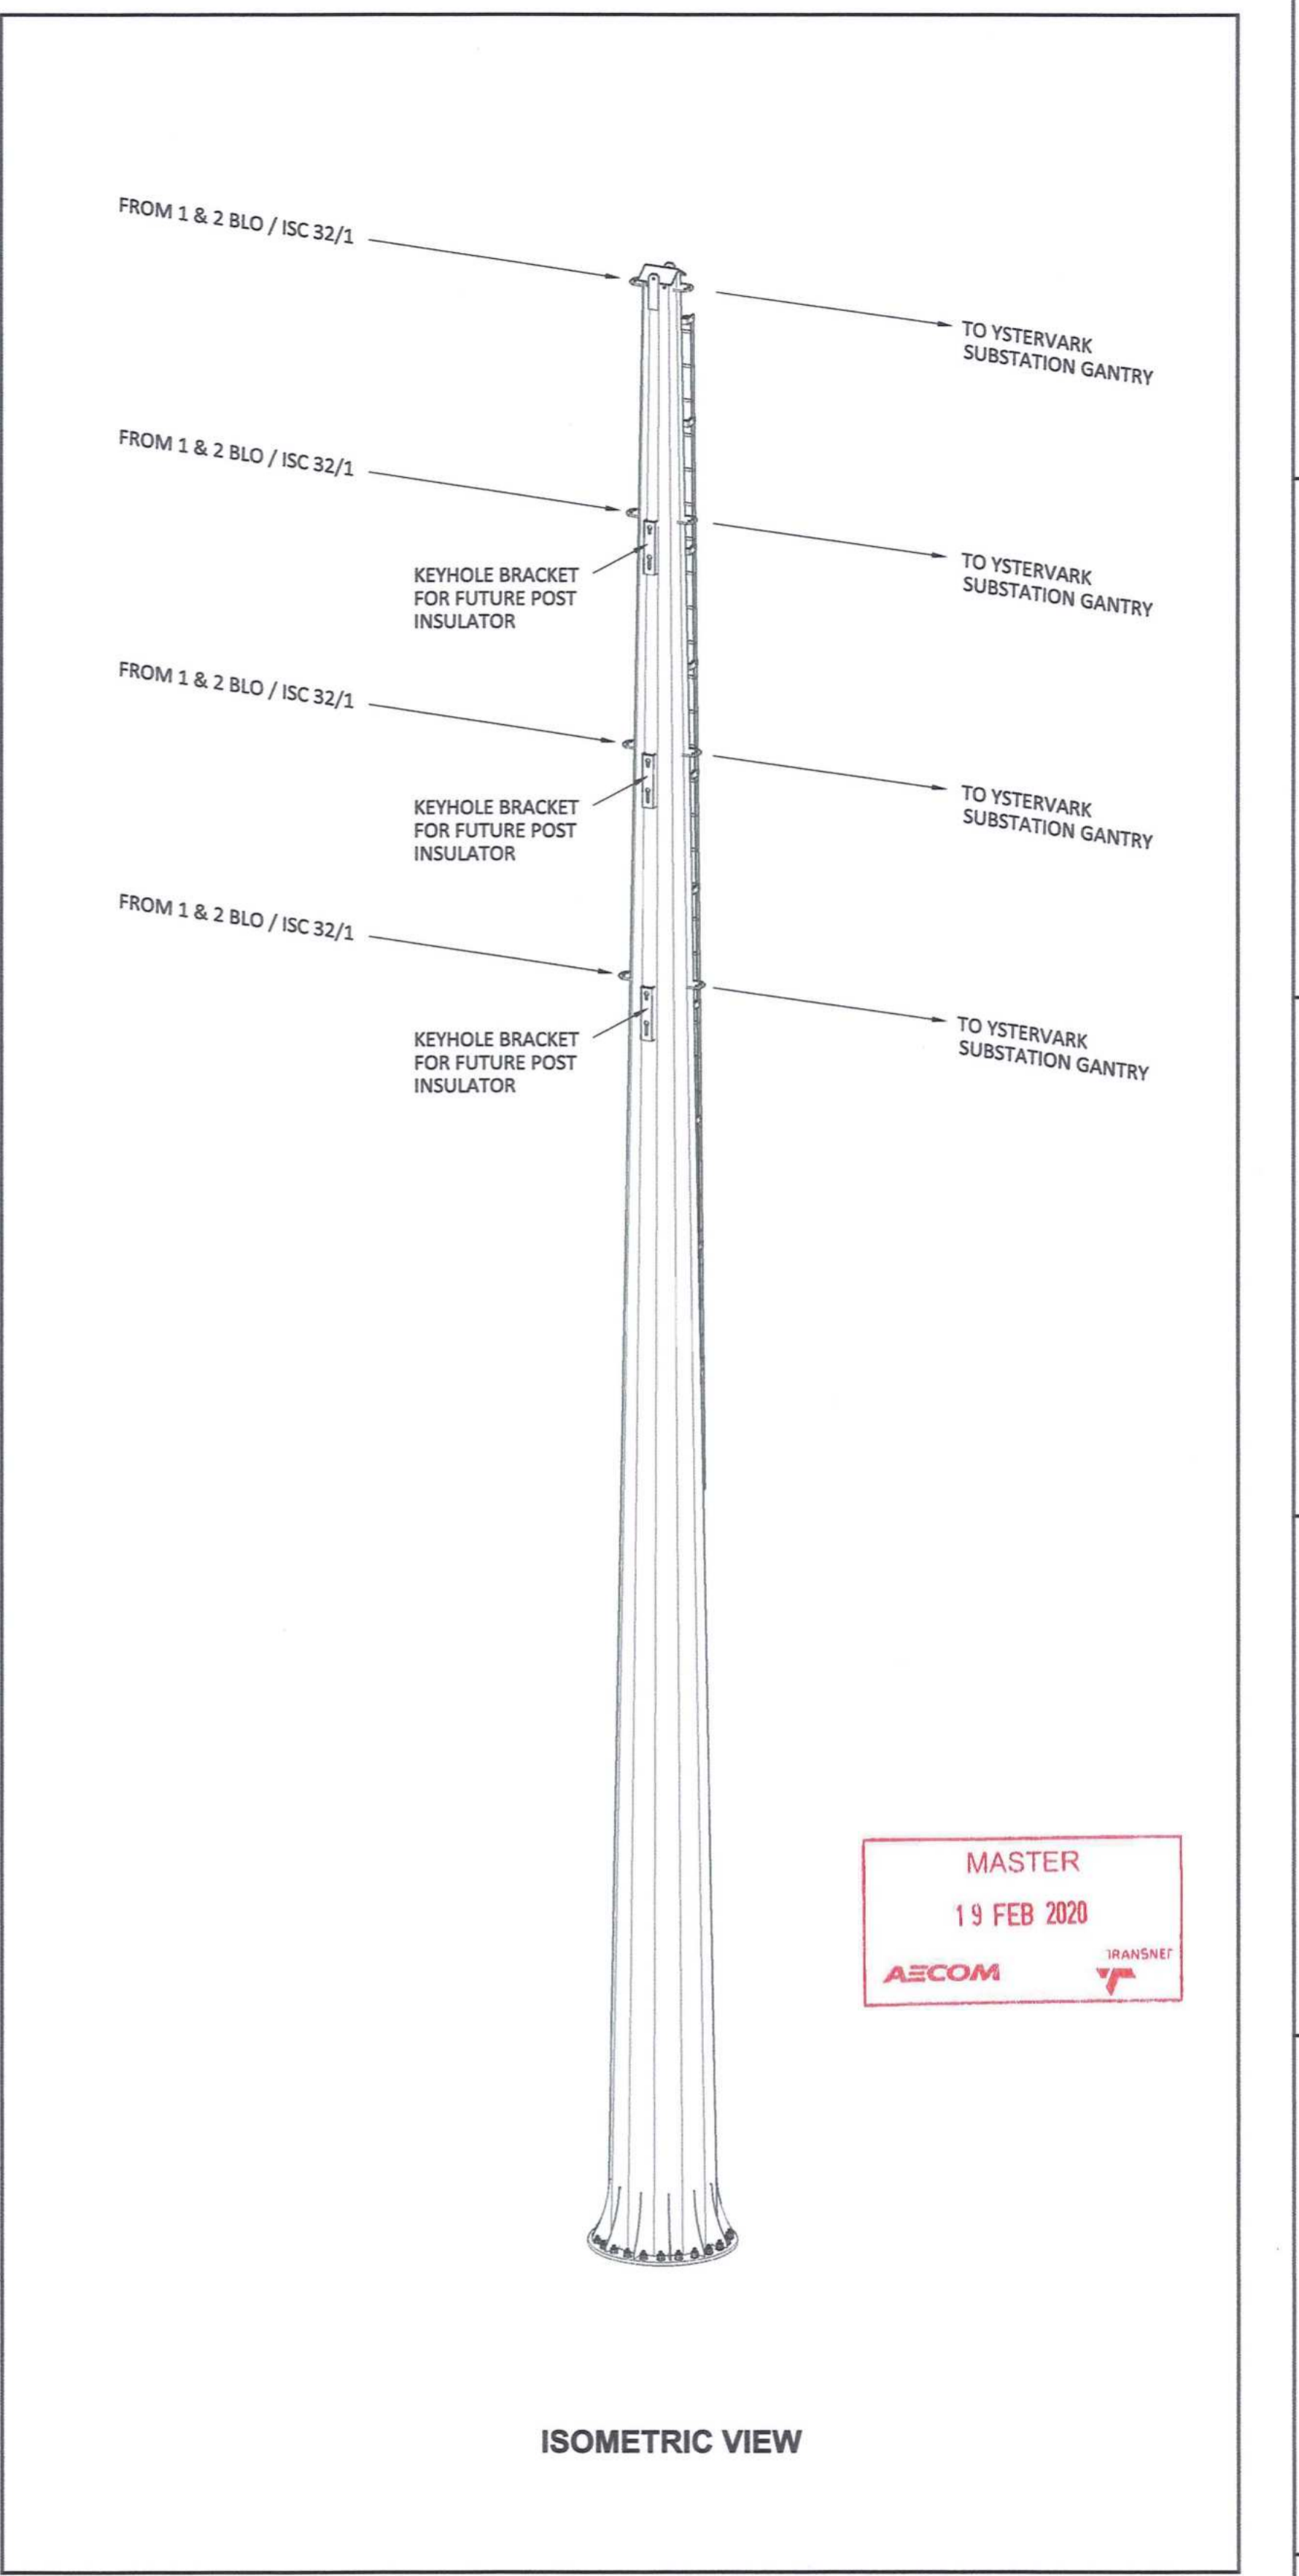 FROM 1 & 2 BLO / ISC 32/1
TO YSTERVARK
SUBSTATION GANTRY
FROM 1 & 2 BLO / ISC 32/1
TO YSTERVARK
SUBSTATION GANTRY
KEYHOLE BRACKET
FOR FUTURE POST
INSULATOR
FROM 1 & 2 BLO / ISC 32/1
TO YSTERVARK
SUBSTATION GANTRY
KEYHOLE BRACKET
FOR FUTURE POST
INSULATOR
FROM 1 & 2 BLO / ISC 32/1
TO YSTERVARK
SUBSTATION GANTRY
KEYHOLE BRACKET
FOR FUTURE POST
INSULATOR
MASTER
19 FEB 2020
AECOM
TRANSNET
ISOMETRIC VIEW